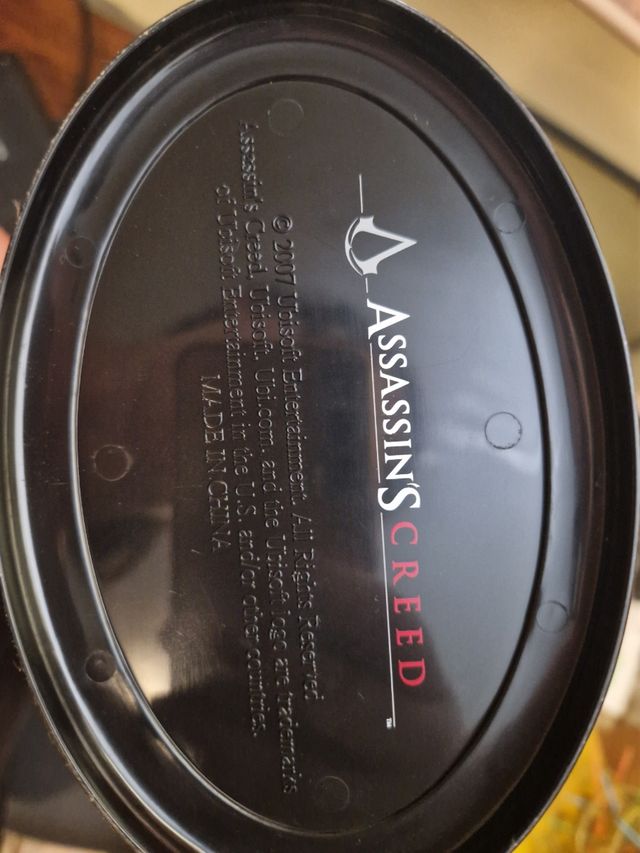 ASSASSIN'S CREED™
© 2007 Ubisoft Entertainment. All Rights Reserved
Assassin's Creed, Ubisoft, Ubi.com, and the Ubisoft logo are trademarks
of Ubisoft Entertainment in the U.S. and/or other countries.
MADE IN CHINA